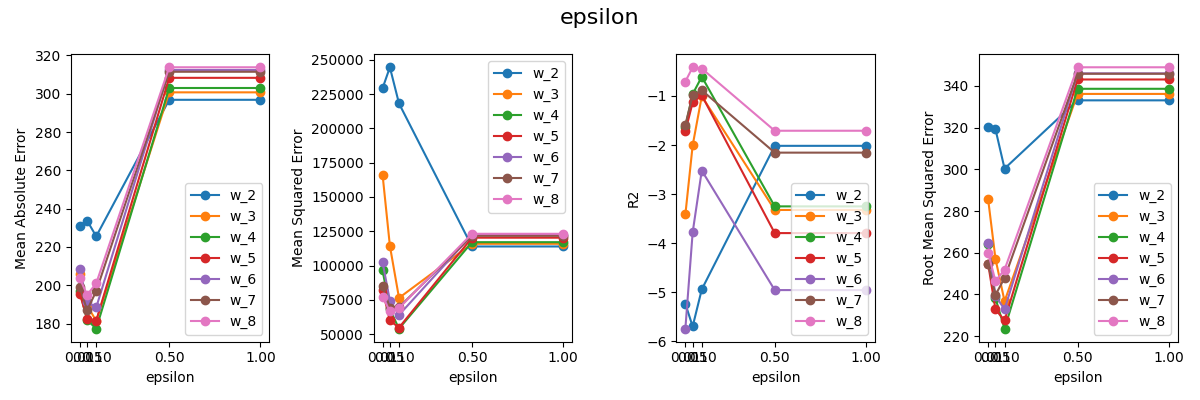 epsilon
Mean Absolute Error
320
300
280
260
240
220
200
180
0.50
1.00
epsilon
w_2
w_3
w_4
w_5
w_6
w_7
w_8
Mean Squared Error
250000
225000
200000
175000
150000
125000
100000
75000
50000
0.50
1.00
epsilon
w_2
w_3
w_4
w_5
w_6
w_7
w_8
R2
−1
−2
−3
−4
−5
−6
0.50
1.00
epsilon
w_2
w_3
w_4
w_5
w_6
w_7
w_8
Root Mean Squared Error
340
320
300
280
260
240
220
0.50
1.00
epsilon
w_2
w_3
w_4
w_5
w_6
w_7
w_8